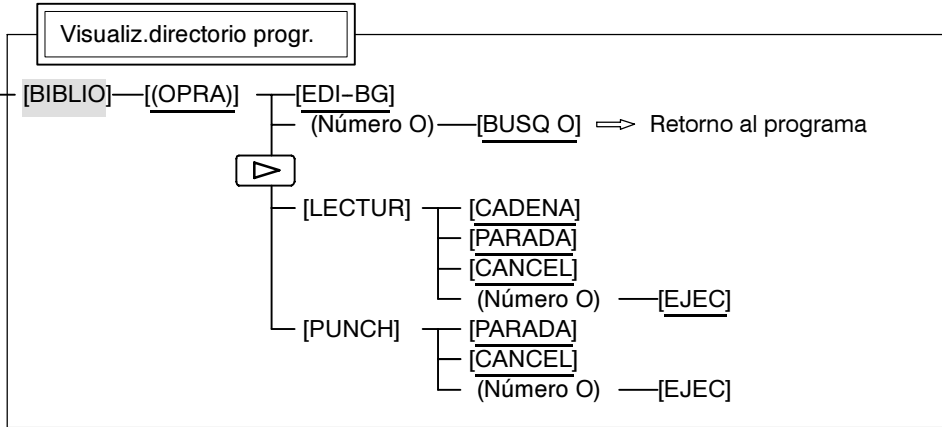 Visualiz.directorio progr.
[BIBLIO] [(OPRA)] [EDI-BG]
(Número O) [BUSQ O] ⇒ Retorno al programa
[LECTUR] [CADENA]
[PARADA]
[CANCEL]
(Número O) [EJEC]
[PUNCH] [PARADA]
[CANCEL]
(Número O) [EJEC]